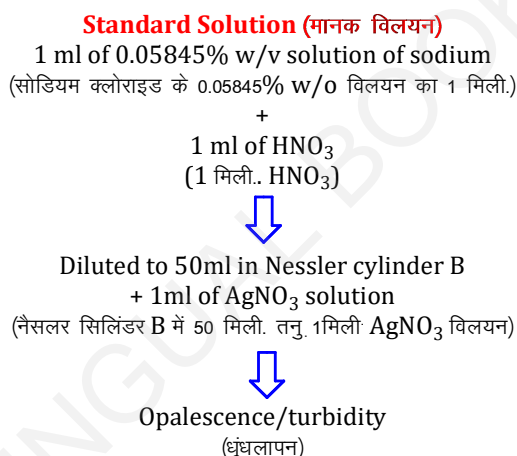 Standard Solution (मानक विलयन)
1 ml of 0.05845% w/v solution of sodium
(सोडियम क्लोराइड के 0.05845% w/o विलयन का 1 मिली.)
+
1 ml of HNO₃
(1 मिली.. HNO₃)
Diluted to 50ml in Nessler cylinder B
+ 1ml of AgNO₃ solution
(नैसलर सिलिंडर B में 50 मिली. तनु. 1मिली AgNO₃ विलयन)
Opalescence/turbidity
(धुंधलापन)